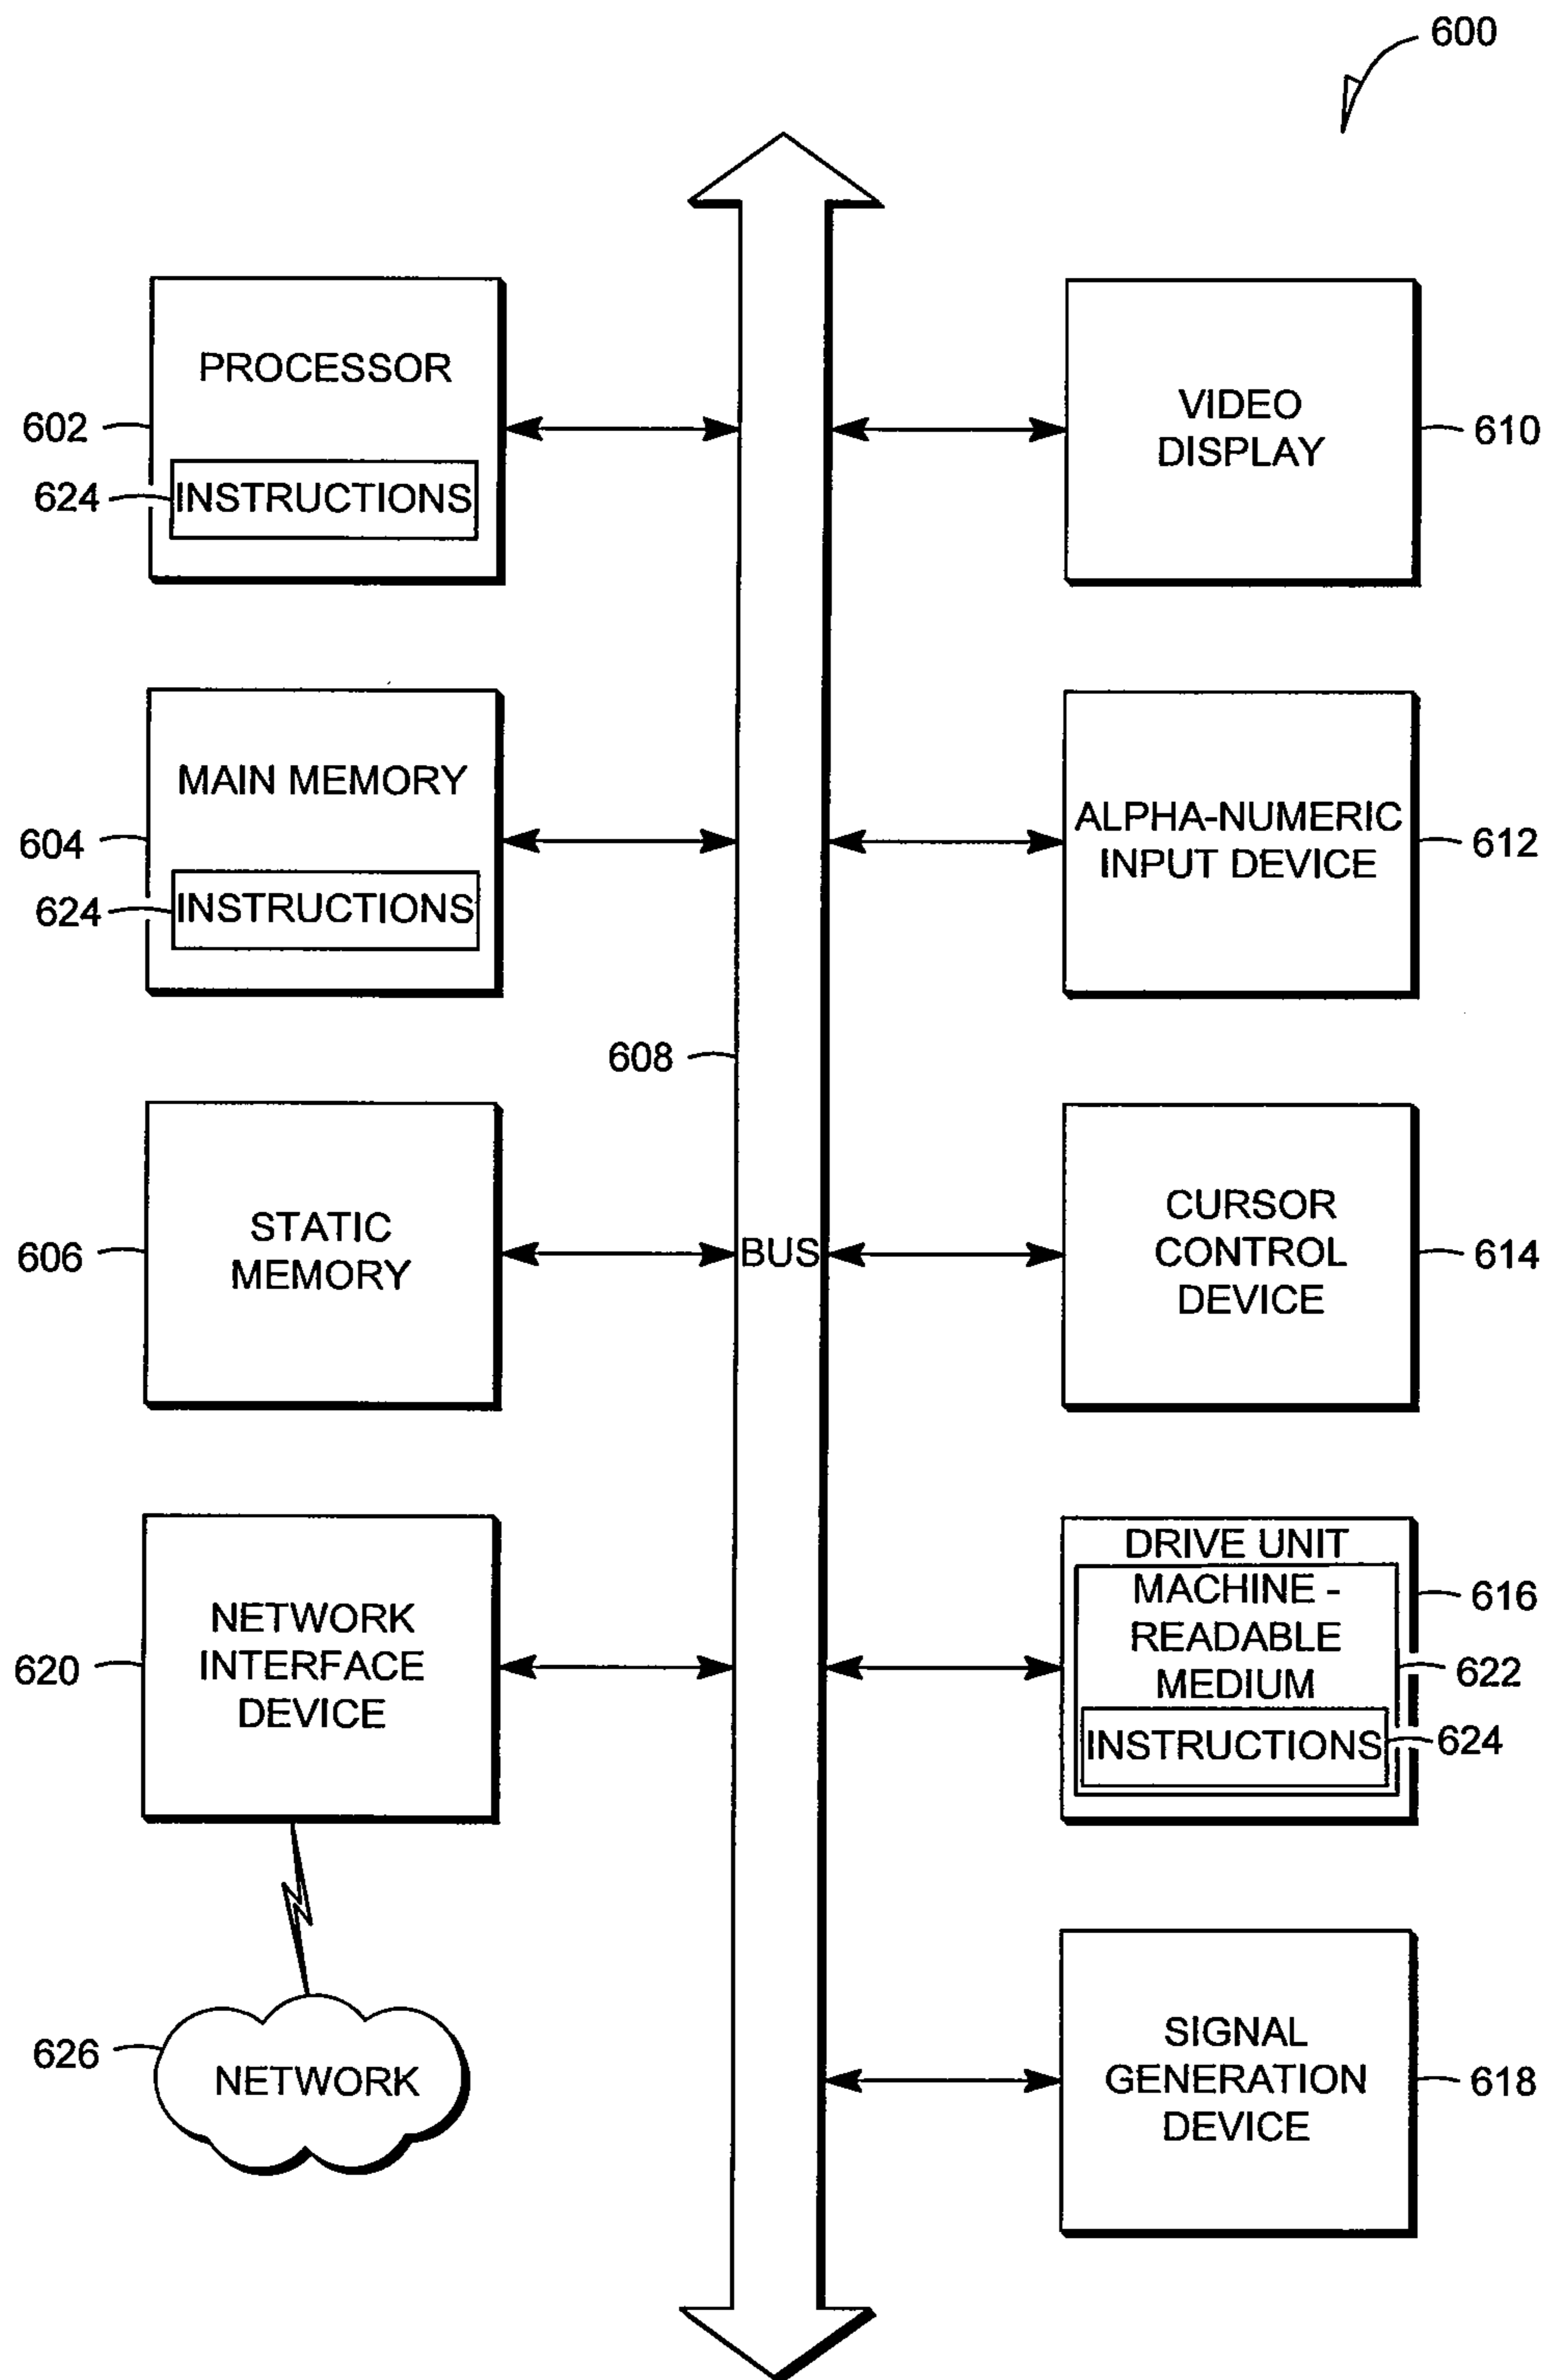 600
PROCESSOR
602
624
INSTRUCTIONS
VIDEO
DISPLAY
610
MAIN MEMORY
604
624
INSTRUCTIONS
ALPHA-NUMERIC
INPUT DEVICE
612
608
STATIC
MEMORY
606
BUS
CURSOR
CONTROL
DEVICE
614
NETWORK
INTERFACE
DEVICE
620
DRIVE UNIT
MACHINE -
READABLE
MEDIUM
616
622
INSTRUCTIONS
624
626
NETWORK
SIGNAL
GENERATION
DEVICE
618